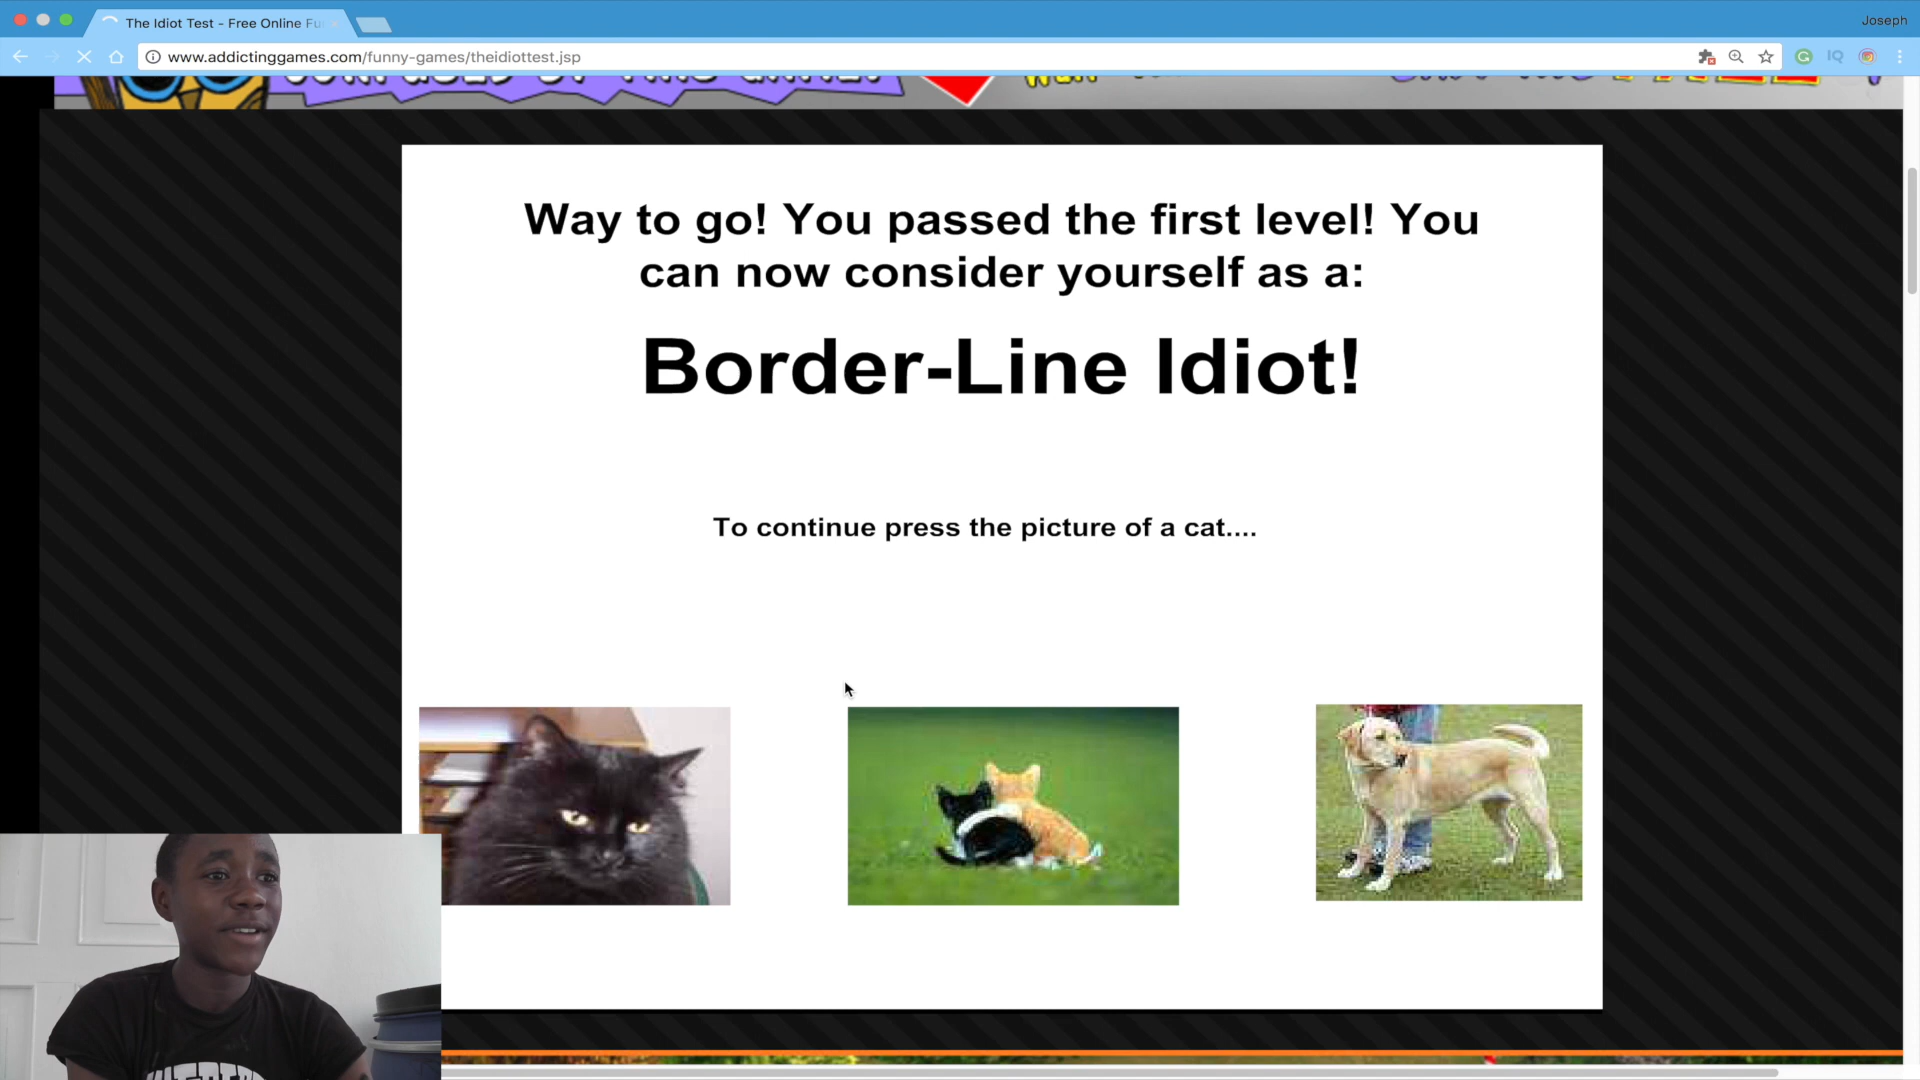 The Idiot Test - Free Online Fu
Joseph
www.addictinggames.com/funny-games/theidiottest.jsp
IQ
Way to go! You passed the first level! You
can now consider yourself as a:
Border-Line Idiot!
To continue press the picture of a cat....